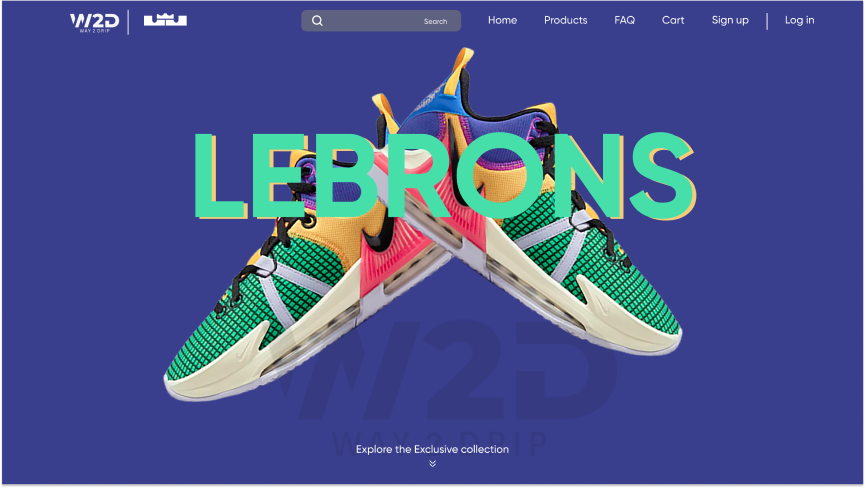 W2D
WAY 2 DRIP
Search
Home
Products
FAQ
Cart
Sign up
Log in
LEBRONS
W2D
WAY 2 DRIP
Explore the Exclusive collection